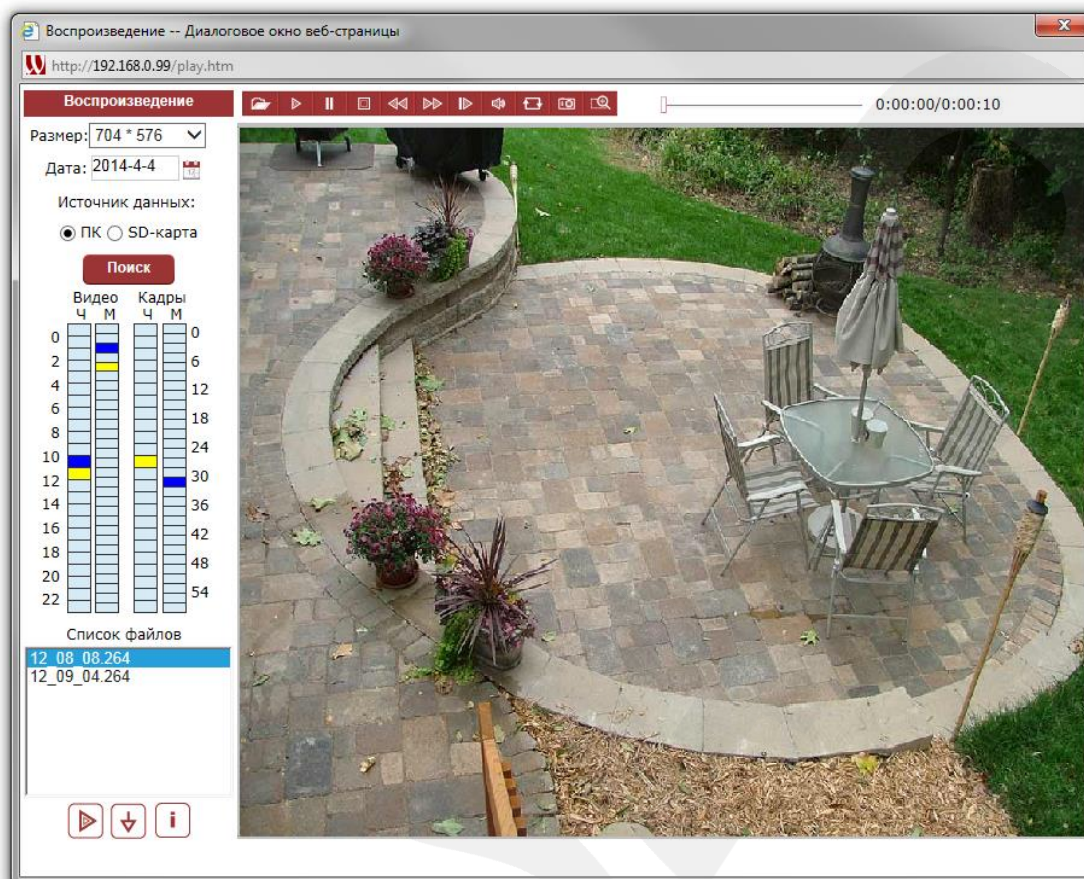 Воспроизведение -- Диалоговое окно веб-страницы
http://192.168.0.99/play.htm
Воспроизведение
0:00:00/0:00:10
Размер: 704 * 576
Дата: 2014-4-4
Источник данных:
ПК SD-карта
Поиск
Видео Кадры
Ч М Ч М
0 0
2 6
4 12
6 18
8 24
10 30
12 36
14 42
16 48
18 54
20
22
Список файлов
12_08_08.264
12_09_04.264